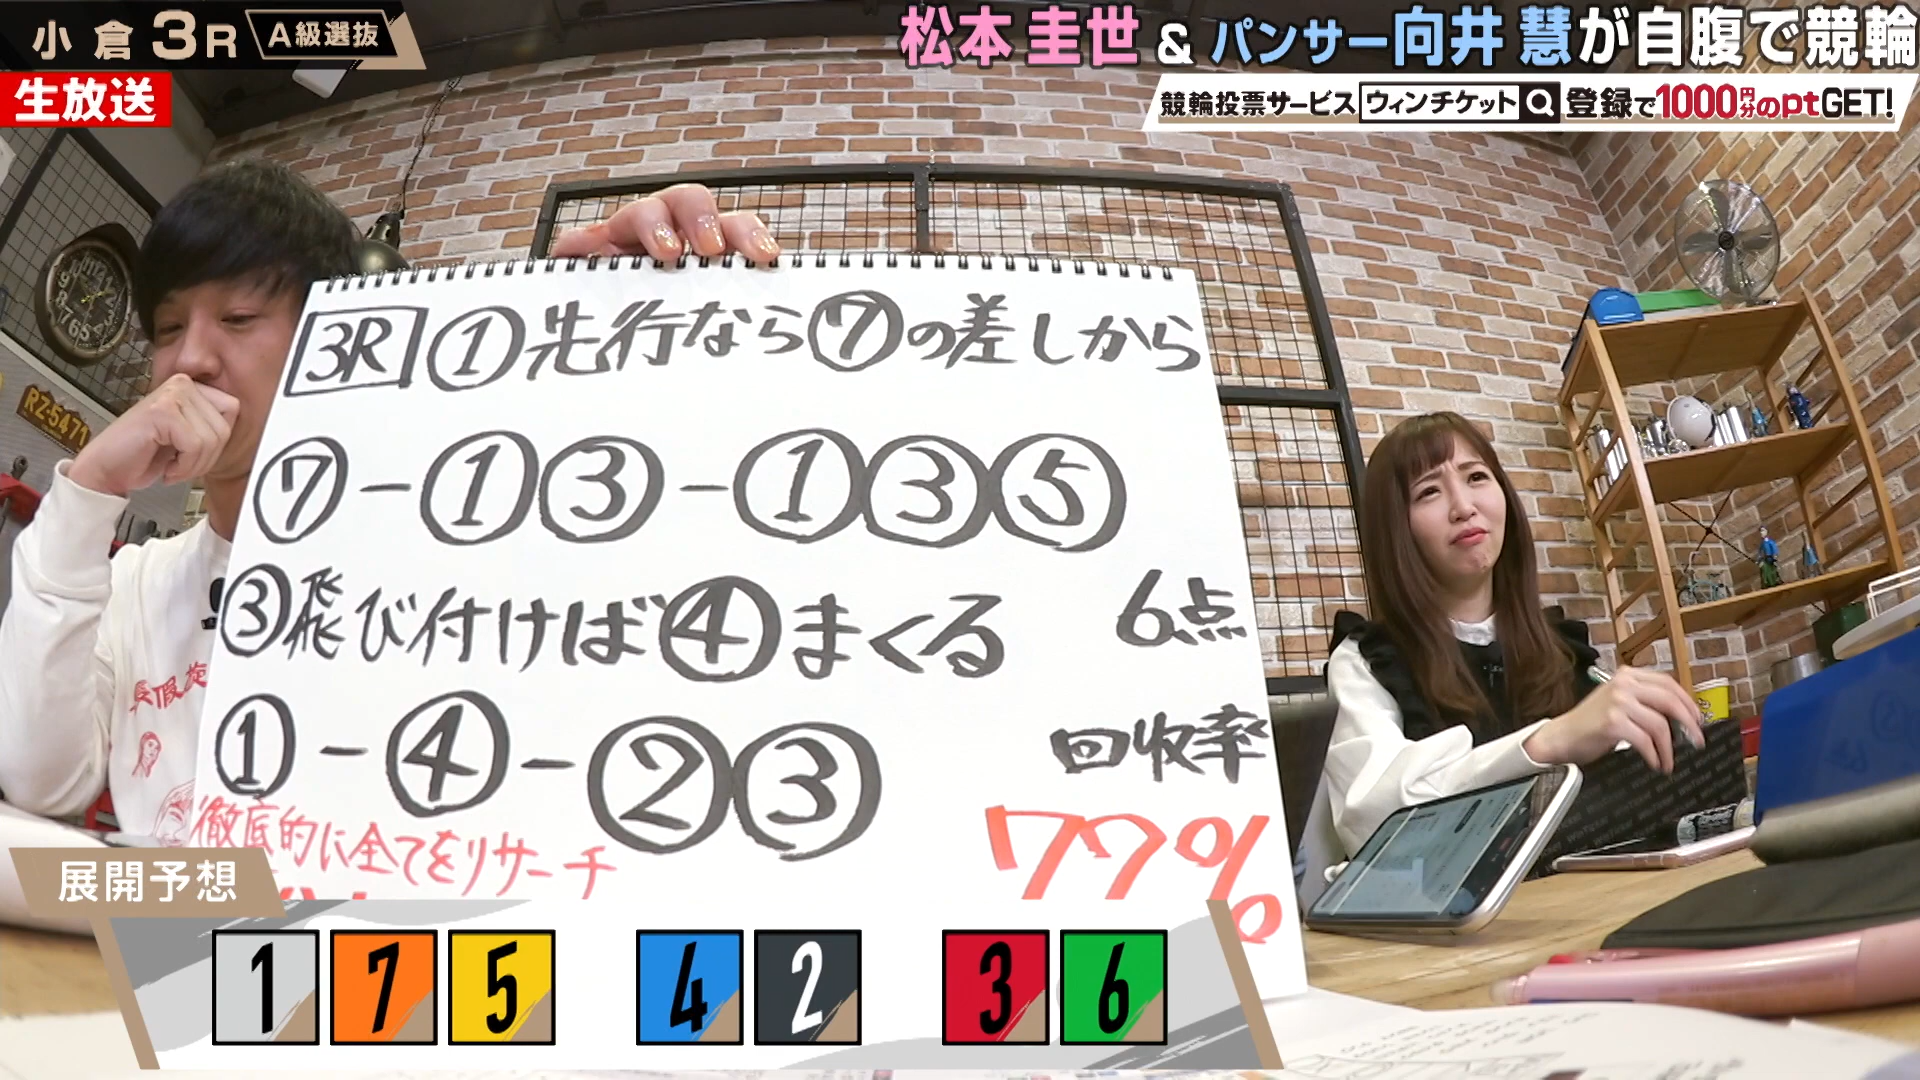 小倉3R A級選抜
生放送
松本圭世&パンサー向井慧が自腹で競輪
競輪投票サービス ウィンチケット 登録で1000円分のptGET!
RZ-5471
3R ①先行なら⑦の差しから
⑦-①③-①③⑤
③飛び付けば④まくる
6点
①-④-②③
回収率
77%
徹底的に全てをリサーチ
展開予想
1 7 5 4 2 3 6